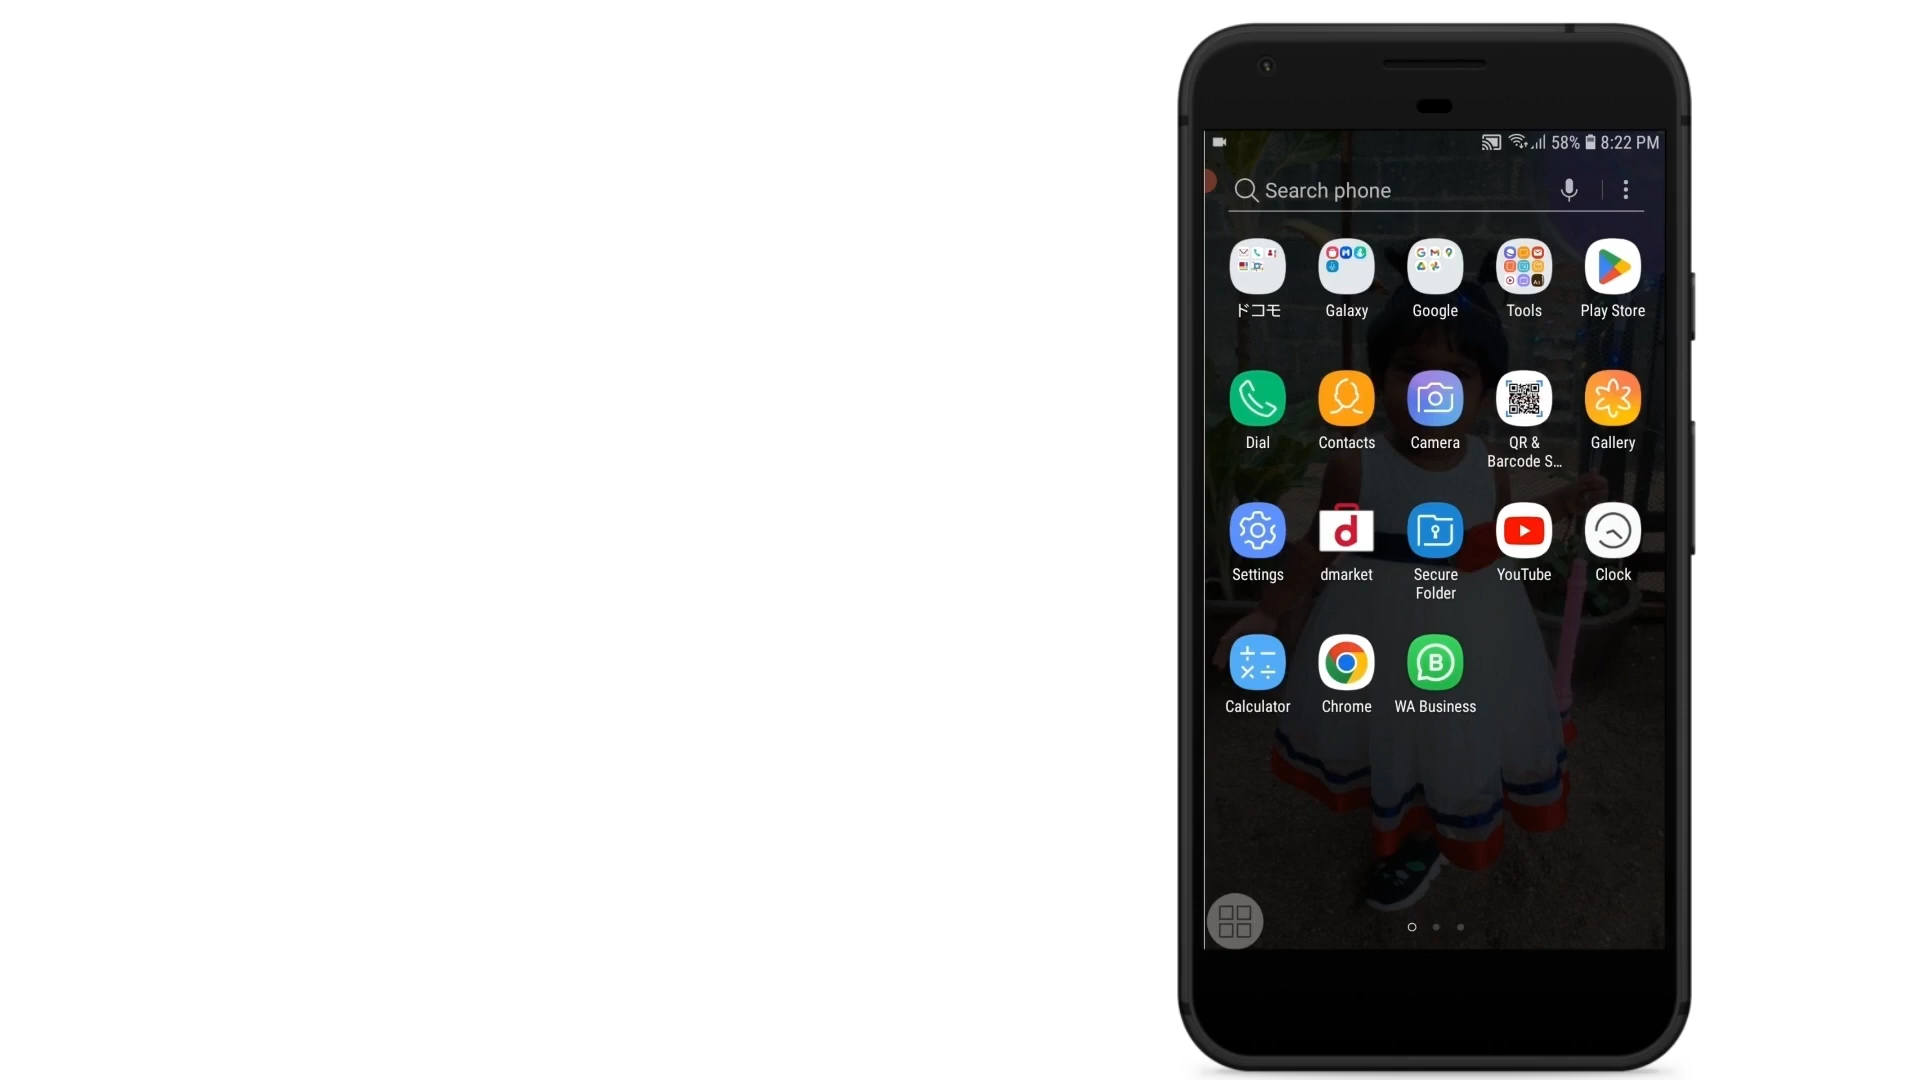 58% 8:22 PM
Search phone
ドコモ Galaxy Google Tools Play Store
Dial Contacts Camera QR & Gallery
Barcode S...
Settings dmarket Secure YouTube Clock
Folder
Calculator Chrome WA Business